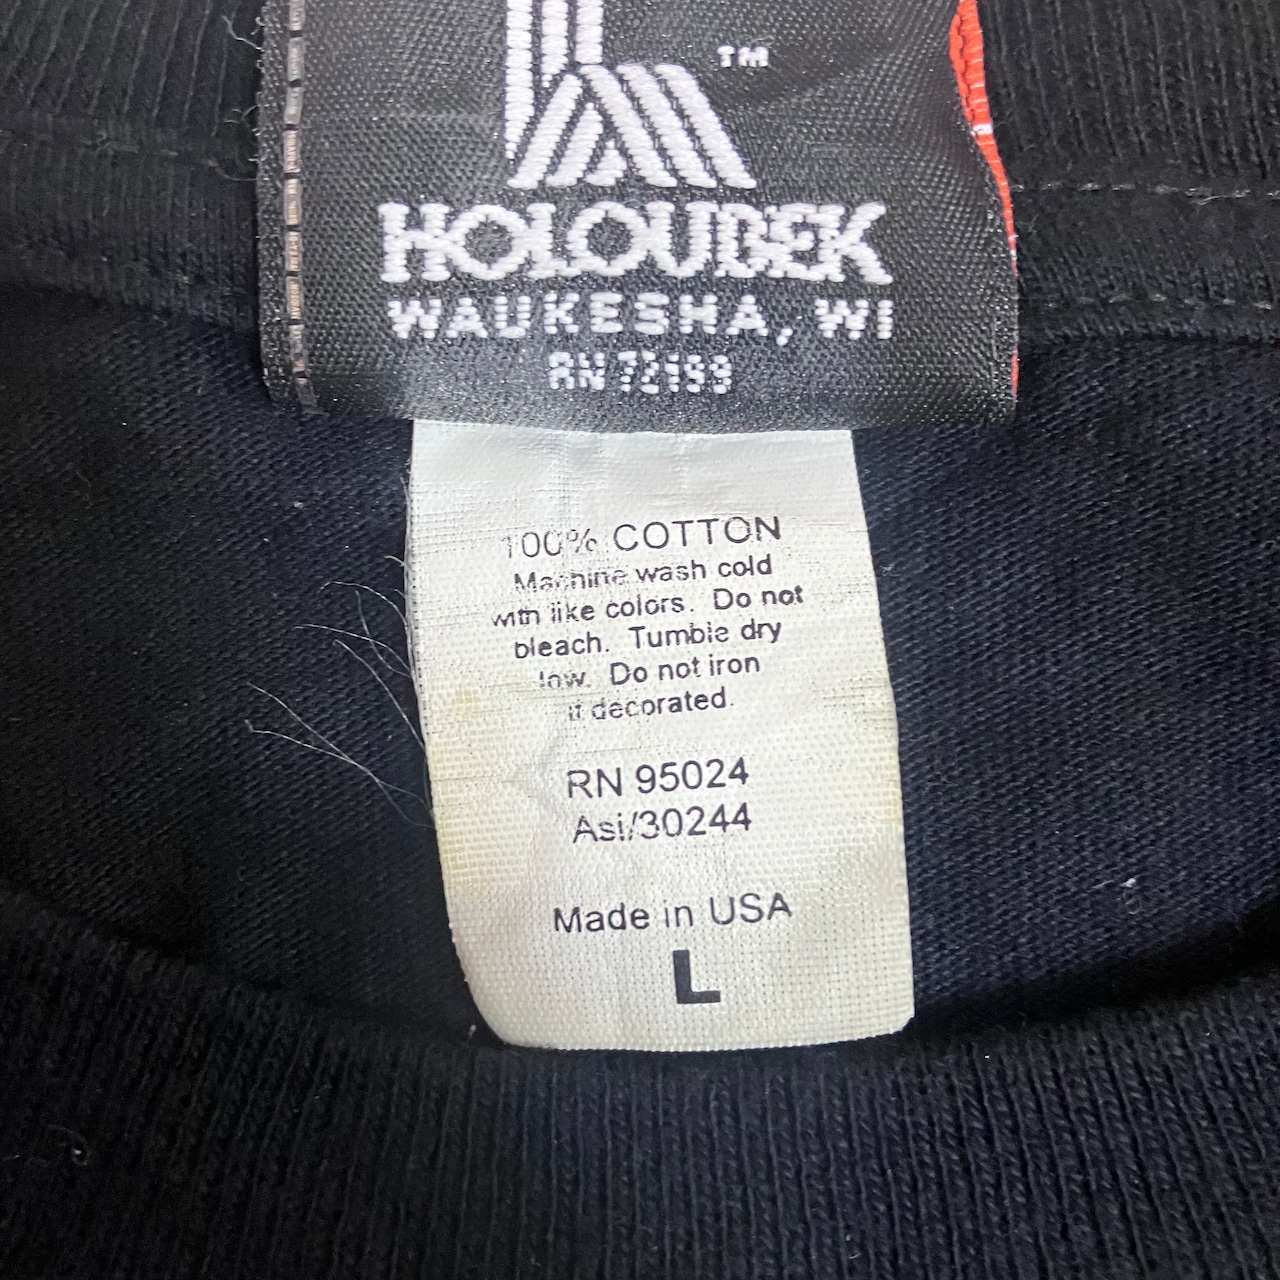 TM
HOLOUBEK
WAUKESHA, WI
RN 72199
100% COTTON
Machine wash cold
with like colors. Do not
bleach. Tumble dry
low. Do not iron
if decorated.
RN 95024
Asi/30244
Made in USA
L